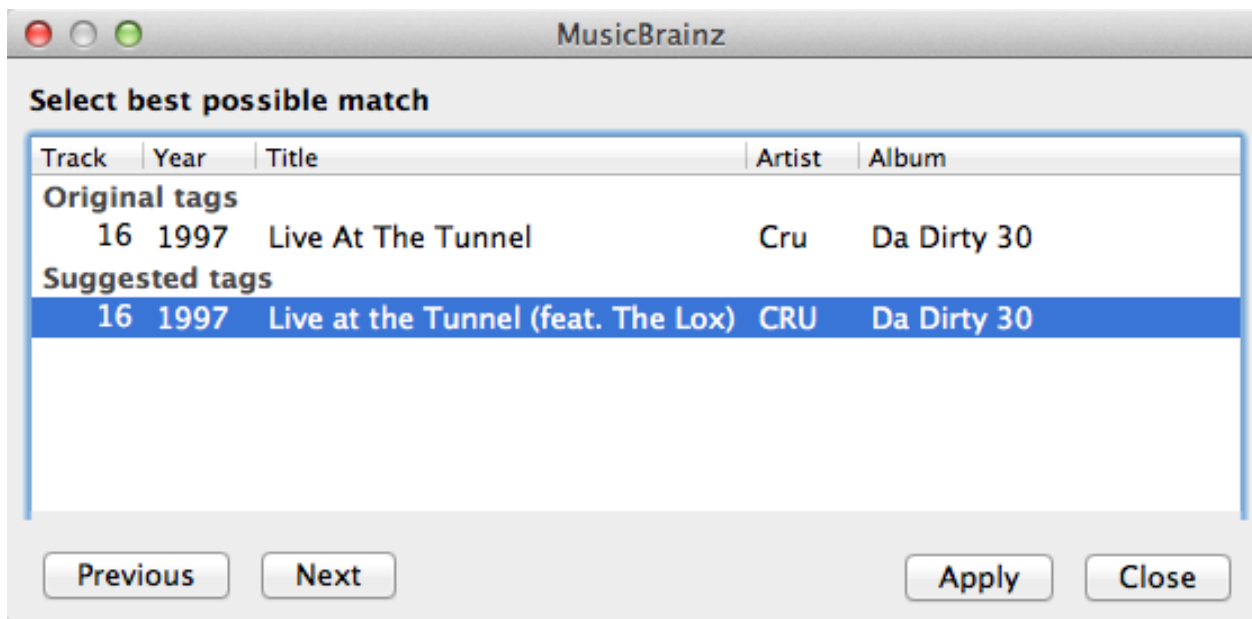 MusicBrainz
Select best possible match
Track Year Title Artist Album
Original tags
16 1997 Live At The Tunnel Cru Da Dirty 30
Suggested tags
16 1997 Live at the Tunnel (feat. The Lox) CRU Da Dirty 30
Previous Next Apply Close